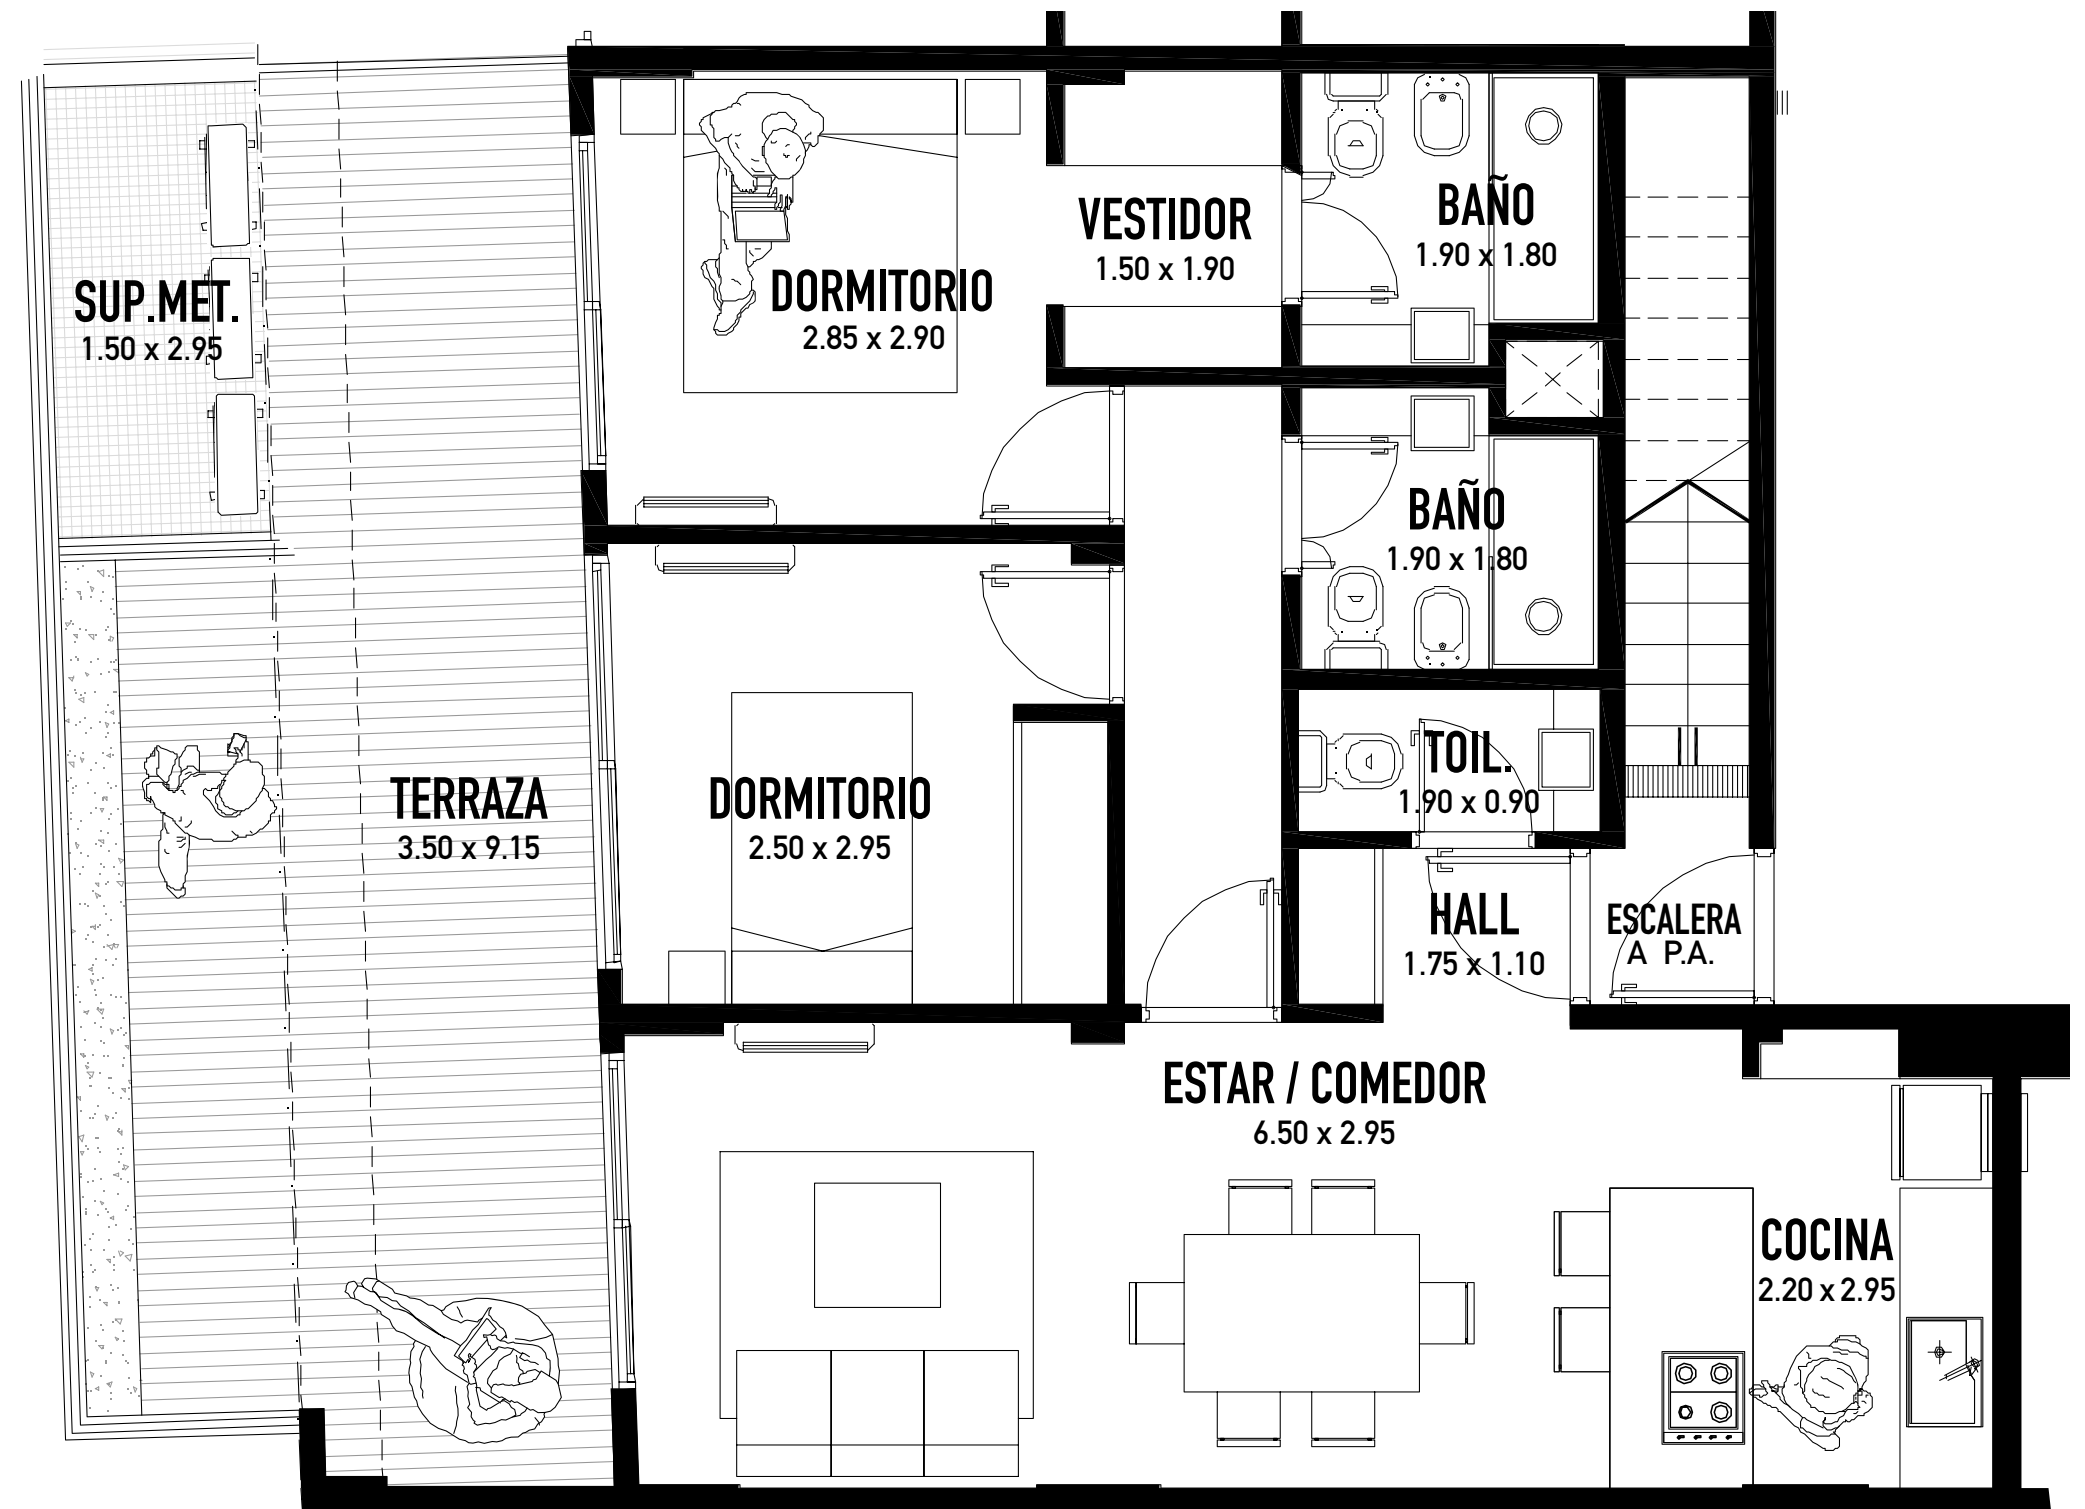 BAÑO
1.90 x 1.80
VESTIDOR
1.50 x 1.90
DORMITORIO
2.85 x 2.90
SUP.MET.
1.50 x 2.95
BAÑO
1.90 x 1.80
TOIL.
1.90 x 0.90
TERRAZA
3.50 x 9.15
DORMITORIO
2.50 x 2.95
HALL
1.75 x 1.10
ESCALERA
A P.A.
ESTAR / COMEDOR
6.50 x 2.95
COCINA
2.20 x 2.95